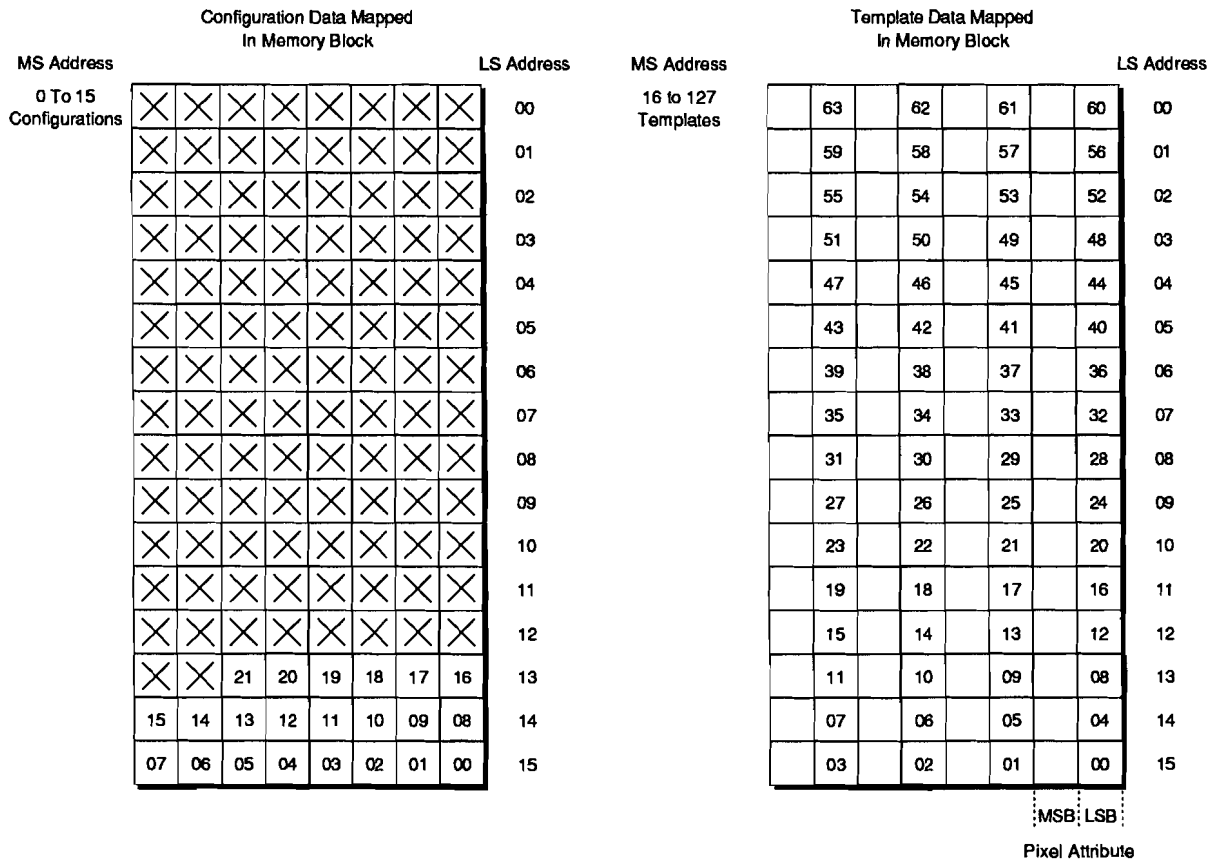 Configuration Data Mapped
In Memory Block
MS Address
LS Address
0 To 15
Configurations
00
01
02
03
04
05
06
07
08
09
10
11
12
21 20 19 18 17 16 13
15 14 13 12 11 10 09 08 14
07 06 05 04 03 02 01 00 15
Template Data Mapped
In Memory Block
MS Address
LS Address
16 to 127
Templates
63 62 61 60 00
59 58 57 56 01
55 54 53 52 02
51 50 49 48 03
47 46 45 44 04
43 42 41 40 05
39 38 37 36 06
35 34 33 32 07
31 30 29 28 08
27 26 25 24 09
23 22 21 20 10
19 18 17 16 11
15 14 13 12 12
11 10 09 08 13
07 06 05 04 14
03 02 01 00 15
MSB LSB
Pixel Attribute